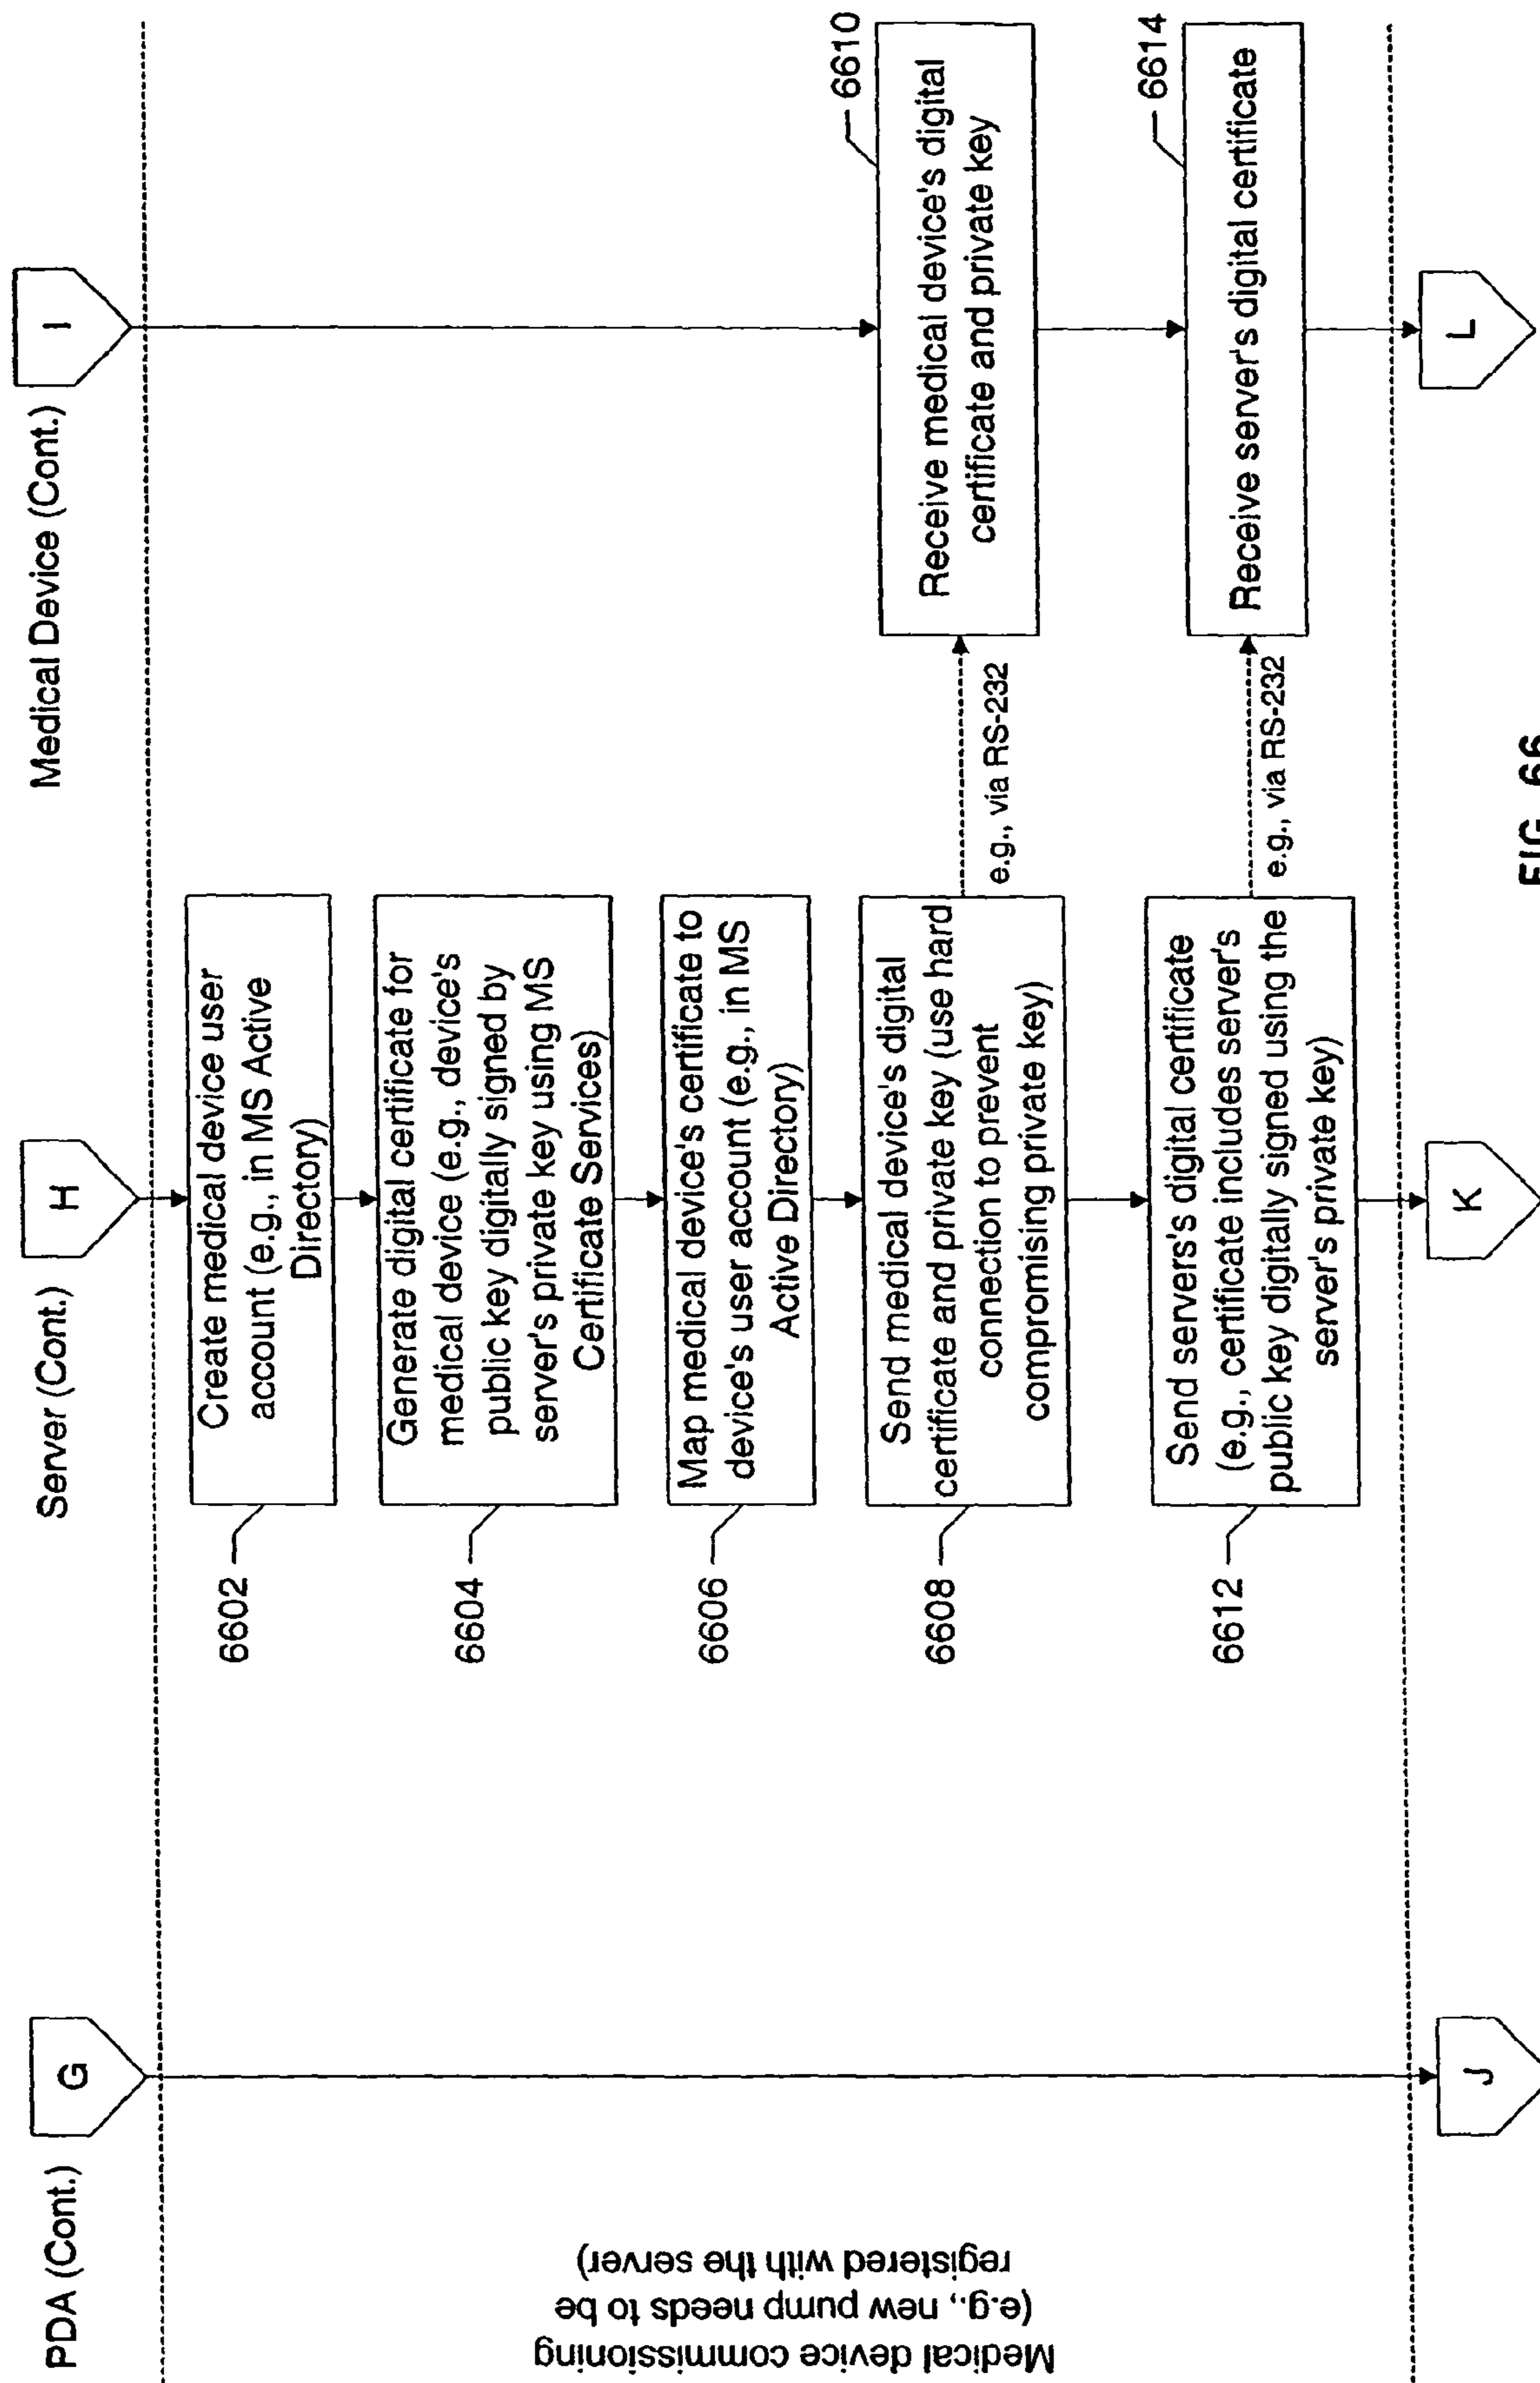 PDA (Cont.)
Server (Cont.)
Medical Device (Cont.)
G
H
I
Medical device commissioning
(e.g., new pump needs to be
registered with the server)
6602
Create medical device user
account (e.g., in MS Active
Directory)
6604
Generate digital certificate for
medical device (e.g., device's
public key digitally signed by
server's private key using MS
Certificate Services)
6606
Map medical device's certificate to
device's user account (e.g., in MS
Active Directory)
6608
Send medical device's digital
certificate and private key (use hard
connection to prevent
compromising private key)
e.g., via RS-232
6610
Receive medical device's digital
certificate and private key
6612
Send servers's digital certificate
(e.g., certificate includes server's
public key digitally signed using the
server's private key)
e.g., via RS-232
6614
Receive server's digital certificate
J
K
L
FIG. 66